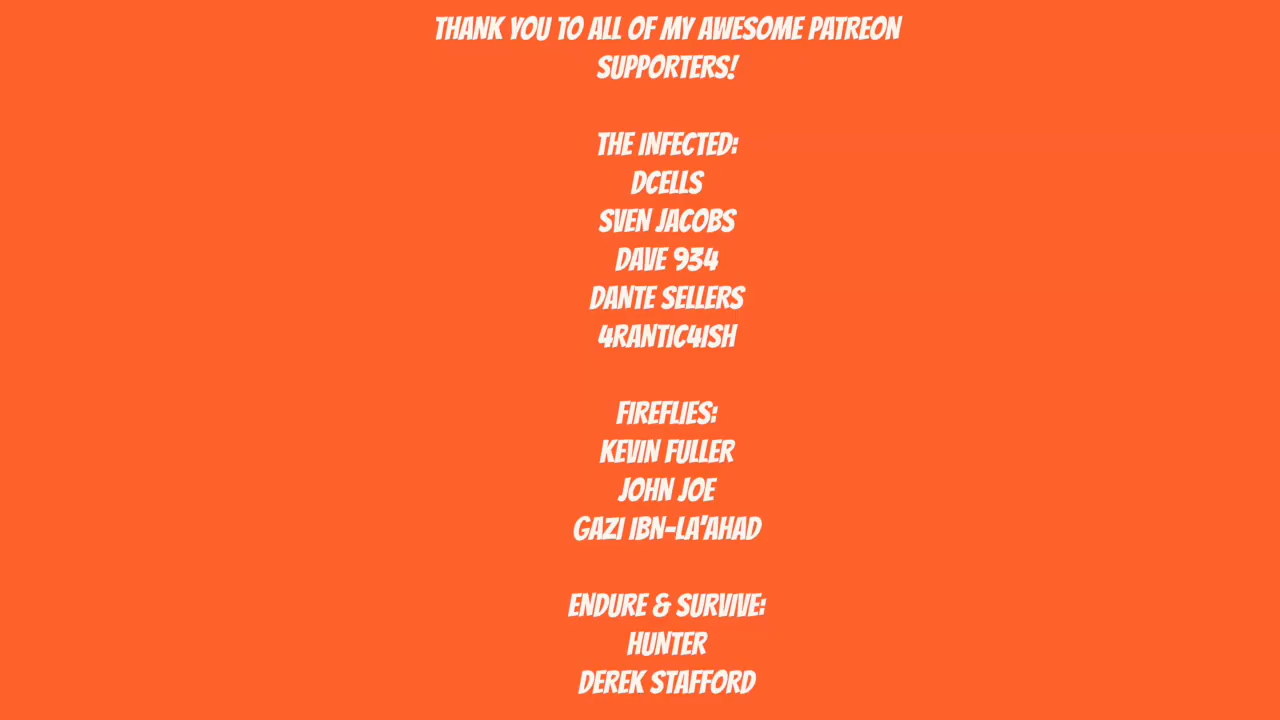 THANK YOU TO ALL OF MY AWESOME PATREON
SUPPORTERS!
THE INFECTED:
DCELLS
SVEN JACOBS
DAVE 934
DANTE SELLERS
4RANTIC4ISH
FIREFLIES:
KEVIN FULLER
JOHN JOE
GAZI IBN-LA'AHAD
ENDURE & SURVIVE:
HUNTER
DEREK STAFFORD